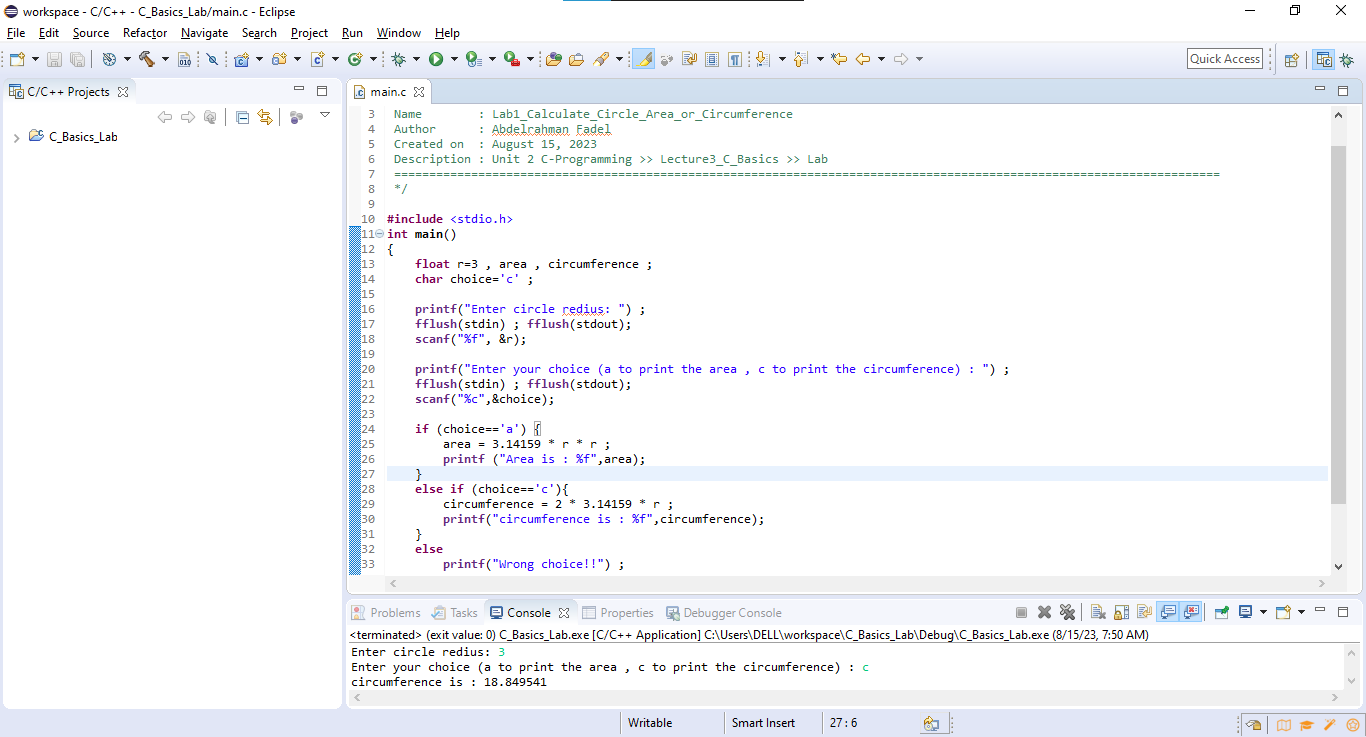 workspace - C/C++ - C_Basics_Lab/main.c - Eclipse
File Edit Source Refactor Navigate Search Project Run Window Help
Quick Access
C/C++ Projects
C_Basics_Lab
main.c
3 Name : Lab1_Calculate_Circle_Area_or_Circumference
4 Author : Abdelrahman Fadel
5 Created on : August 15, 2023
6 Description : Unit 2 C-Programming >> Lecture3_C_Basics >> Lab
7 ======================================================================================================================
8 */
9
10 #include <stdio.h>
11 int main()
12 {
13 float r=3 , area , circumference ;
14 char choice='c' ;
15
16 printf("Enter circle redius: ") ;
17 fflush(stdin) ; fflush(stdout);
18 scanf("%f", &r);
19
20 printf("Enter your choice (a to print the area , c to print the circumference) : ") ;
21 fflush(stdin) ; fflush(stdout);
22 scanf("%c",&choice);
23
24 if (choice=='a') {
25 area = 3.14159 * r * r ;
26 printf ("Area is : %f",area);
27 }
28 else if (choice=='c'){
29 circumference = 2 * 3.14159 * r ;
30 printf("circumference is : %f",circumference);
31 }
32 else
33 printf("Wrong choice!!") ;
Problems Tasks Console Properties Debugger Console
<terminated> (exit value: 0) C_Basics_Lab.exe [C/C++ Application] C:\Users\DELL\workspace\C_Basics_Lab\Debug\C_Basics_Lab.exe (8/15/23, 7:50 AM)
Enter circle redius: 3
Enter your choice (a to print the area , c to print the circumference) : c
circumference is : 18.849541
Writable Smart Insert 27 : 6